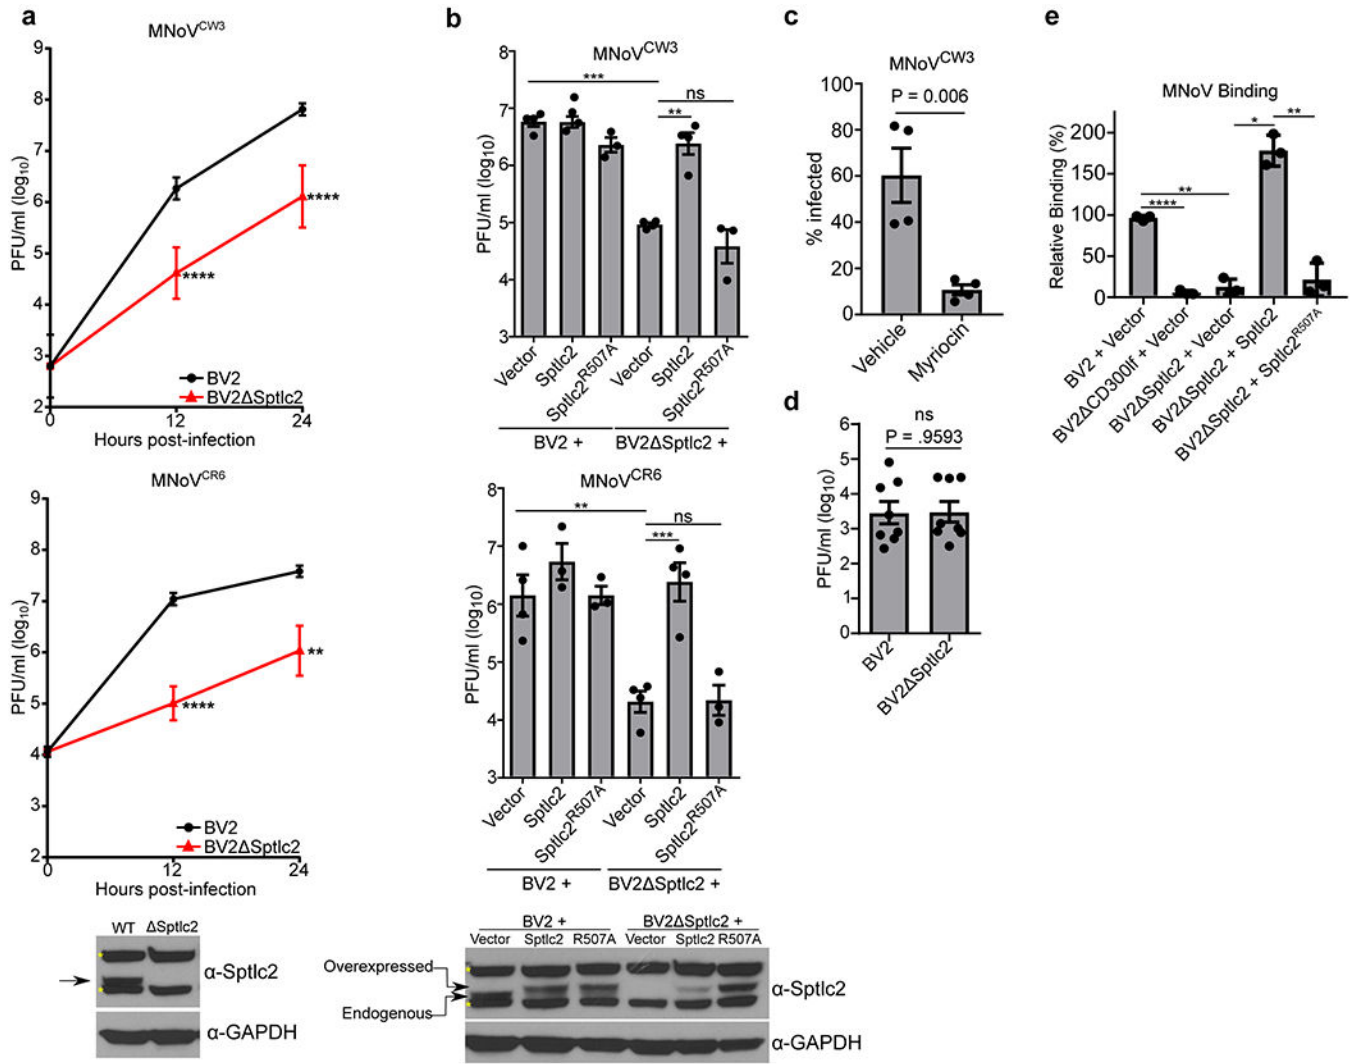 a
MNoV^CW3
PFU/ml (log10)
9
8
7
6
5
4
3
2
****
****
BV2
BV2ΔSptlc2
0
12
24
Hours post-infection
MNoV^CR6
PFU/ml (log10)
9
8
7
6
5
4
3
2
**
****
BV2
BV2ΔSptlc2
0
12
24
Hours post-infection
WT ΔSptlc2
α-Sptlc2
α-GAPDH
b
MNoV^CW3
PFU/ml (log10)
8
7
6
5
4
3
***
ns
**
Vector
Sptlc2
Sptlc2^R507A
Vector
Sptlc2
Sptlc2^R507A
BV2 +
BV2ΔSptlc2 +
MNoV^CR6
PFU/ml (log10)
8
7
6
5
4
3
**
ns
***
Vector
Sptlc2
Sptlc2^R507A
Vector
Sptlc2
Sptlc2^R507A
BV2 +
BV2ΔSptlc2 +
BV2 +
BV2ΔSptlc2 +
Vector Sptlc2 R507A Vector Sptlc2 R507A
Overexpressed
Endogenous
α-Sptlc2
α-GAPDH
c
MNoV^CW3
P = 0.006
% infected
100
80
60
40
20
0
Vehicle
Myriocin
d
ns
P = .9593
PFU/ml (log10)
6
5
4
3
2
1
0
BV2
BV2ΔSptlc2
e
MNoV Binding
Relative Binding (%)
200
150
100
50
0
* **
**
****
BV2 + Vector
BV2ΔCD300lf + Vector
BV2ΔSptlc2 + Vector
BV2ΔSptlc2 + Sptlc2
BV2ΔSptlc2 + Sptlc2^R507A